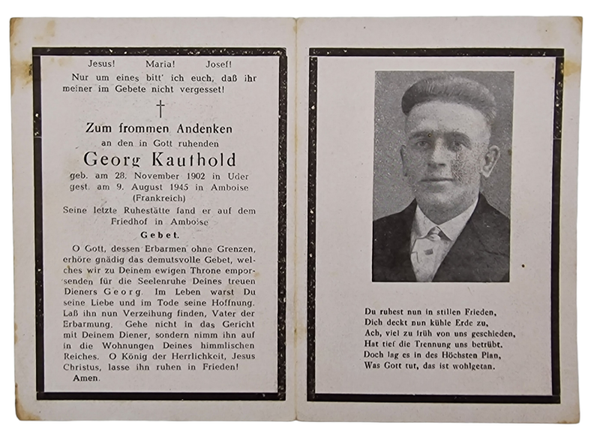 Jesus! Maria! Josef!
Nur um eines bitt' ich euch, daß ihr
meiner im Gebete nicht vergesset!
Zum frommen Andenken
an den in Gott ruhenden
Georg Kaufhold
geb. am 28. November 1902 in Uder
gest. am 9. August 1945 in Amboise
(Frankreich)
Seine letzte Ruhestätte fand er auf dem
Friedhof in Amboise
Gebet.
O Gott, dessen Erbarmen ohne Grenzen,
erhöre gnädig das demutsvolle Gebet, wel-
ches wir zu Deinem ewigen Throne empor-
senden für die Seelenruhe Deines treuen
Dieners Georg. Im Leben warst Du
seine Liebe und im Tode seine Hoffnung.
Laß ihn nun Verzeihung finden, Vater der
Erbarmung. Gehe nicht in das Gericht
mit Deinem Diener, sondern nimm ihn auf
in die Wohnungen Deines himmlischen
Reiches. O König der Herrlichkeit, Jesus
Christus, lasse ihn ruhen in Frieden!
Amen.
Du ruhest nun in stillen Frieden,
Dich deckt nun kühle Erde zu,
Ach, viel zu früh von uns geschieden,
Hat tief die Trennung uns betrübt.
Doch lag es in des Höchsten Plan,
Was Gott tut, das ist wohlgetan.